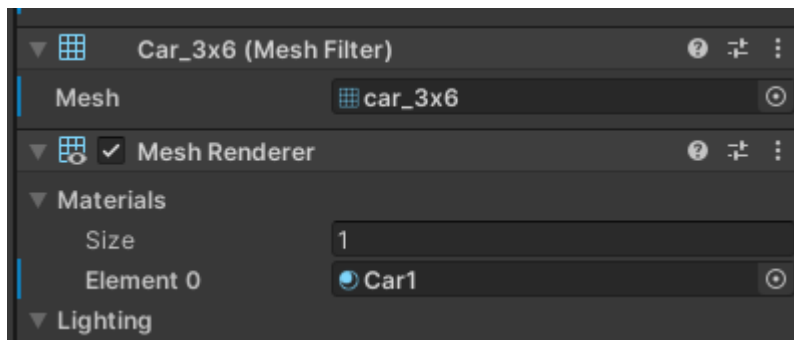 Car_3x6 (Mesh Filter)
Mesh car_3x6
Mesh Renderer
Materials
Size 1
Element 0 Car1
Lighting